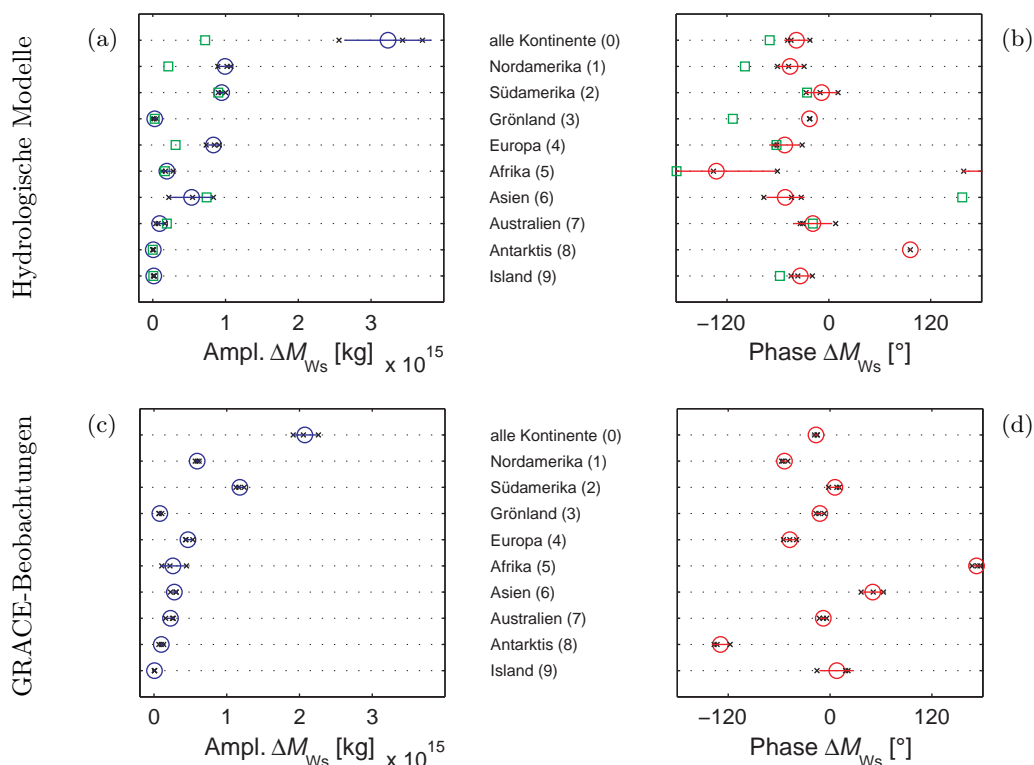 Hydrologische Modelle
(a)
alle Kontinente (0)
Nordamerika (1)
Südamerika (2)
Grönland (3)
Europa (4)
Afrika (5)
Asien (6)
Australien (7)
Antarktis (8)
Island (9)
(b)
0 1 2 3
Ampl. ΔM_Ws [kg] x 10^15
−120 0 120
Phase ΔM_Ws [°]
GRACE-Beobachtungen
(c)
alle Kontinente (0)
Nordamerika (1)
Südamerika (2)
Grönland (3)
Europa (4)
Afrika (5)
Asien (6)
Australien (7)
Antarktis (8)
Island (9)
(d)
0 1 2 3
Ampl. ΔM_Ws [kg] x 10^15
−120 0 120
Phase ΔM_Ws [°]